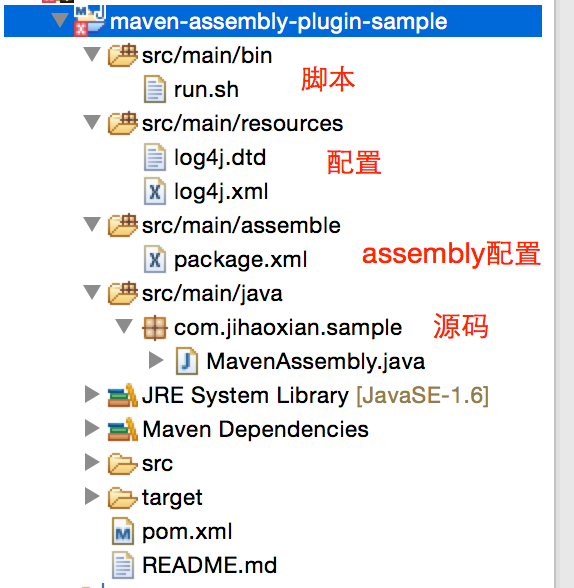 maven-assembly-plugin-sample
src/main/bin
run.sh 脚本
src/main/resources
log4j.dtd 配置
log4j.xml
src/main/assemble
package.xml assembly配置
src/main/java
com.jihaoxian.sample 源码
MavenAssembly.java
JRE System Library [JavaSE-1.6]
Maven Dependencies
src
target
pom.xml
README.md